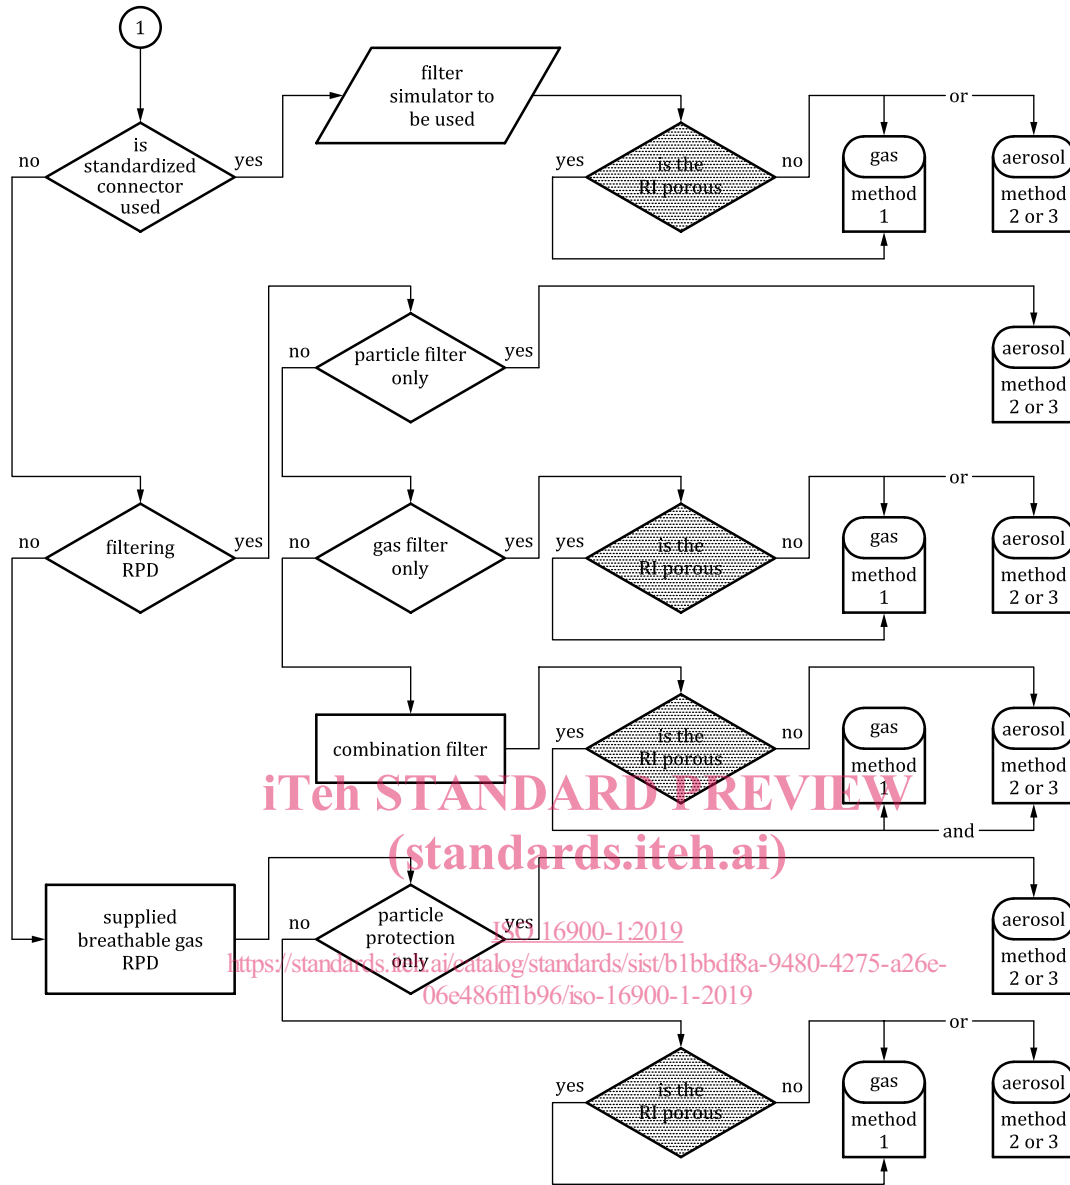 1
filter
simulator to
be used
or
is
standardized
connector
used
no
yes
yes
is the
RI porous
no
gas
method
1
aerosol
method
2 or 3
no
particle filter
only
yes
aerosol
method
2 or 3
or
no
filtering
RPD
yes
no
gas filter
only
yes
yes
is the
RI porous
no
gas
method
1
aerosol
method
2 or 3
combination filter
yes
is the
RI porous
no
gas
method
1
aerosol
method
2 or 3
and
iTeh STANDARD PREVIEW
(standards.iteh.ai)
supplied
breathable gas
RPD
no
particle
protection
only
yes
aerosol
method
2 or 3
ISO 16900-1:2019
https://standards.iteh.ai/catalog/standards/sist/b1bbdf8a-9480-4275-a26e-
06e486ff1b96/iso-16900-1-2019
or
yes
is the
RI porous
no
gas
method
1
aerosol
method
2 or 3